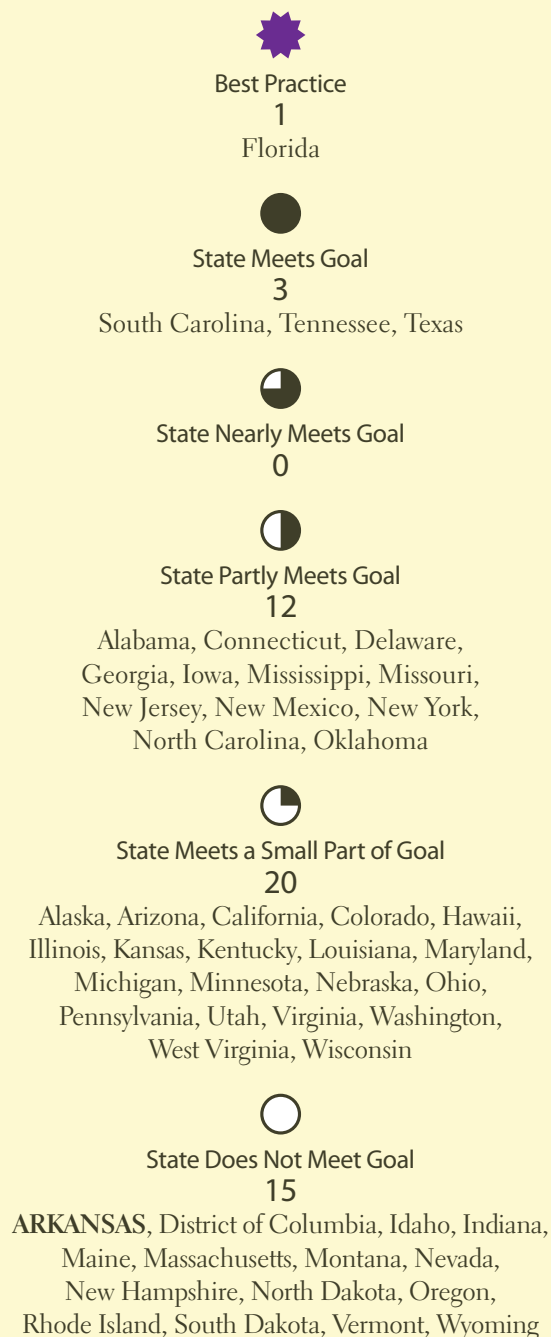 Best Practice
1
Florida
State Meets Goal
3
South Carolina, Tennessee, Texas
State Nearly Meets Goal
0
State Partly Meets Goal
12
Alabama, Connecticut, Delaware,
Georgia, Iowa, Mississippi, Missouri,
New Jersey, New Mexico, New York,
North Carolina, Oklahoma
State Meets a Small Part of Goal
20
Alaska, Arizona, California, Colorado, Hawaii,
Illinois, Kansas, Kentucky, Louisiana, Maryland,
Michigan, Minnesota, Nebraska, Ohio,
Pennsylvania, Utah, Virginia, Washington,
West Virginia, Wisconsin
State Does Not Meet Goal
15
ARKANSAS, District of Columbia, Idaho, Indiana,
Maine, Massachusetts, Montana, Nevada,
New Hampshire, North Dakota, Oregon,
Rhode Island, South Dakota, Vermont, Wyoming